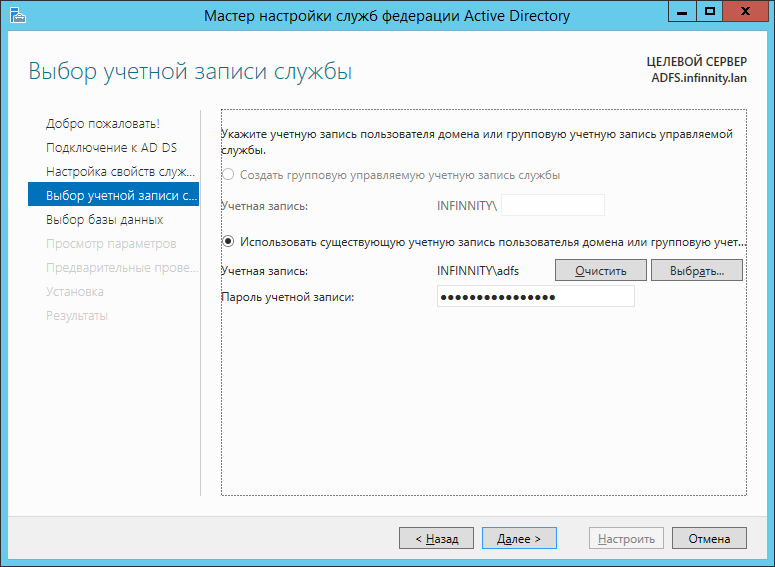 Мастер настройки служб федерации Active Directory
Выбор учетной записи службы
ЦЕЛЕВОЙ СЕРВЕР
ADFS.infinnity.lan
Добро пожаловать!
Подключение к AD DS
Настройка свойств служ...
Выбор учетной записи с...
Выбор базы данных
Просмотр параметров
Предварительные прове...
Установка
Результаты
Укажите учетную запись пользователя домена или групповую учетную запись управляемой
службы.
Создать групповую управляемую учетную запись службы
Учетная запись: INFINNITY\
Использовать существующую учетную запись пользователья домена или групповую учет...
Учетная запись: INFINNITY\adfs Очистить Выбрать...
Пароль учетной записи: ●●●●●●●●●●●●●●●●
< Назад Далее > Настроить Отмена